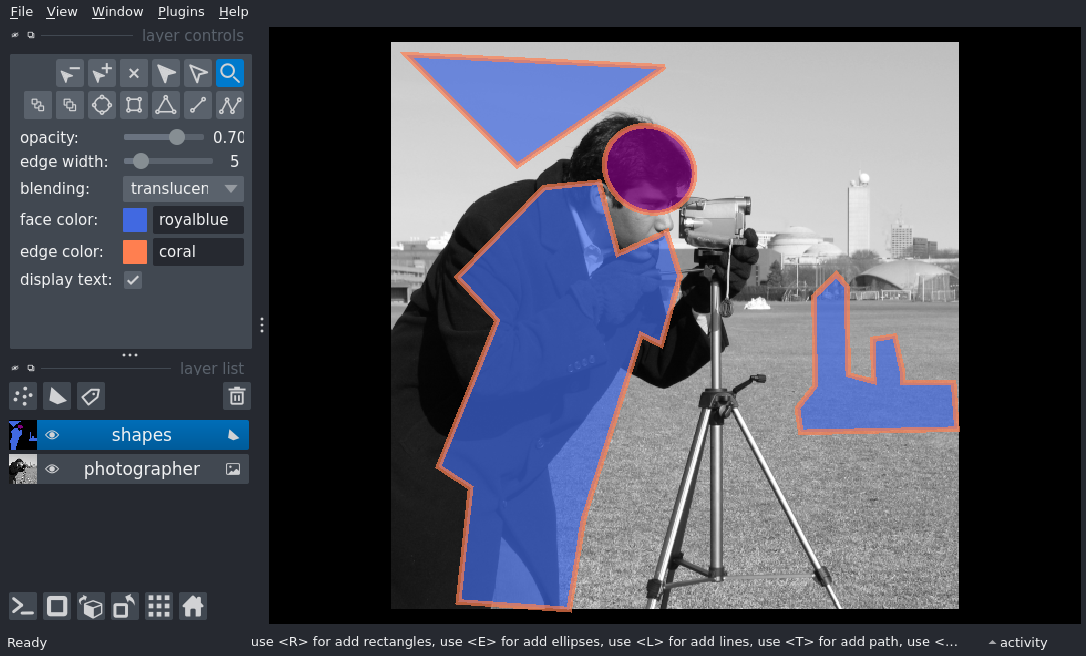 File View Window Plugins Help
layer controls
opacity: 0.70
edge width: 5
blending: translucen
face color: royalblue
edge color: coral
display text:
layer list
shapes
photographer
Ready use <R> for add rectangles, use <E> for add ellipses, use <L> for add lines, use <T> for add path, use <... activity